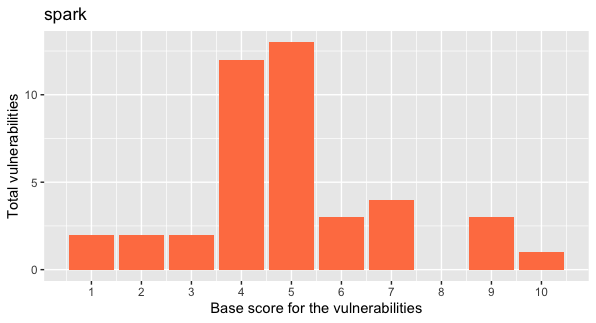 spark
Total vulnerabilities
10
5
0
1 2 3 4 5 6 7 8 9 10
Base score for the vulnerabilities